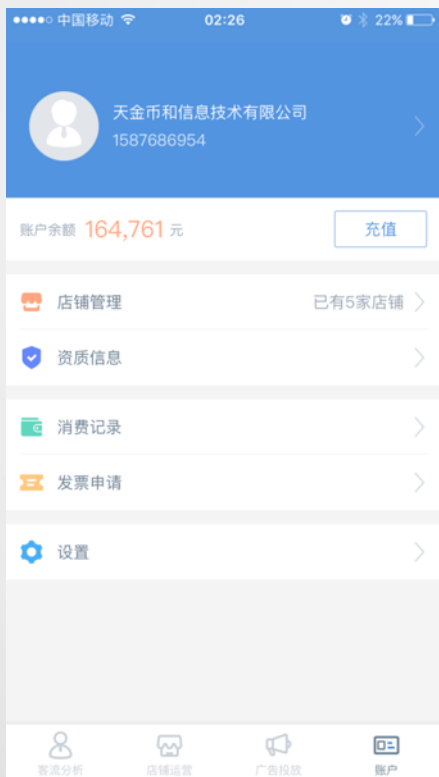 中国移动 02:26 22%
天金币和信息技术有限公司
1587686954
账户余额 164,761 元 充值
店铺管理 已有5家店铺
资质信息
消费记录
发票申请
设置
客流分析 店铺运营 广告投放 账户